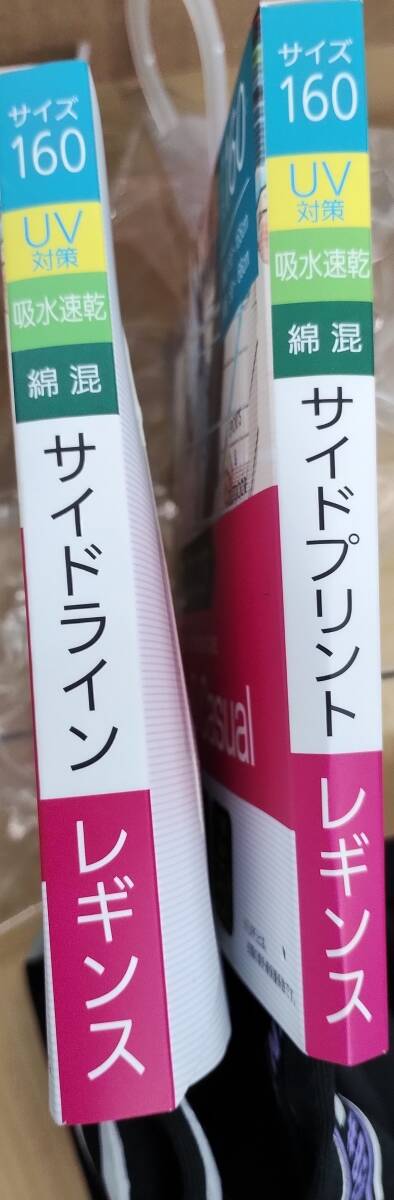 サイズ
160
UV
対策
吸水速乾
綿混
サイドライン
レギンス
サイズ
160
UV
対策
吸水速乾
綿混
サイドプリント
レギンス
160
Casual